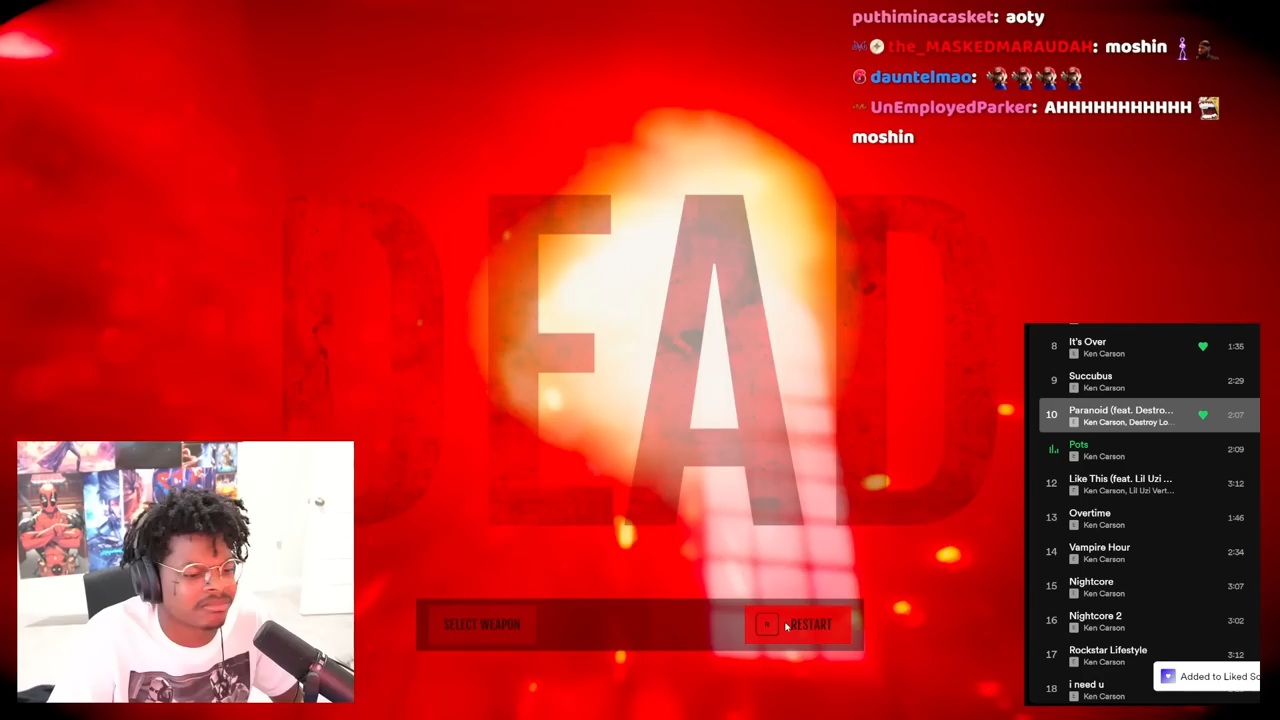 puthiminacasket: aoty
the_MASKEDMARAUDAH: moshin
dauntelmao:
UnEmployedParker: AHHHHHHHHHHHH
moshin
DEAD
SELECT WEAPON
RESTART
8 It's Over 1:35
Ken Carson
9 Succubus 2:29
Ken Carson
10 Paranoid (feat. Destro... 2:07
Ken Carson, Destroy Lo...
Pots 2:09
Ken Carson
12 Like This (feat. Lil Uzi ... 3:12
Ken Carson, Lil Uzi Vert...
13 Overtime 1:46
Ken Carson
14 Vampire Hour 2:34
Ken Carson
15 Nightcore 3:07
Ken Carson
16 Nightcore 2 3:02
Ken Carson
17 Rockstar Lifestyle 3:12
Ken Carson
Added to Liked So
18 i need u
Ken Carson